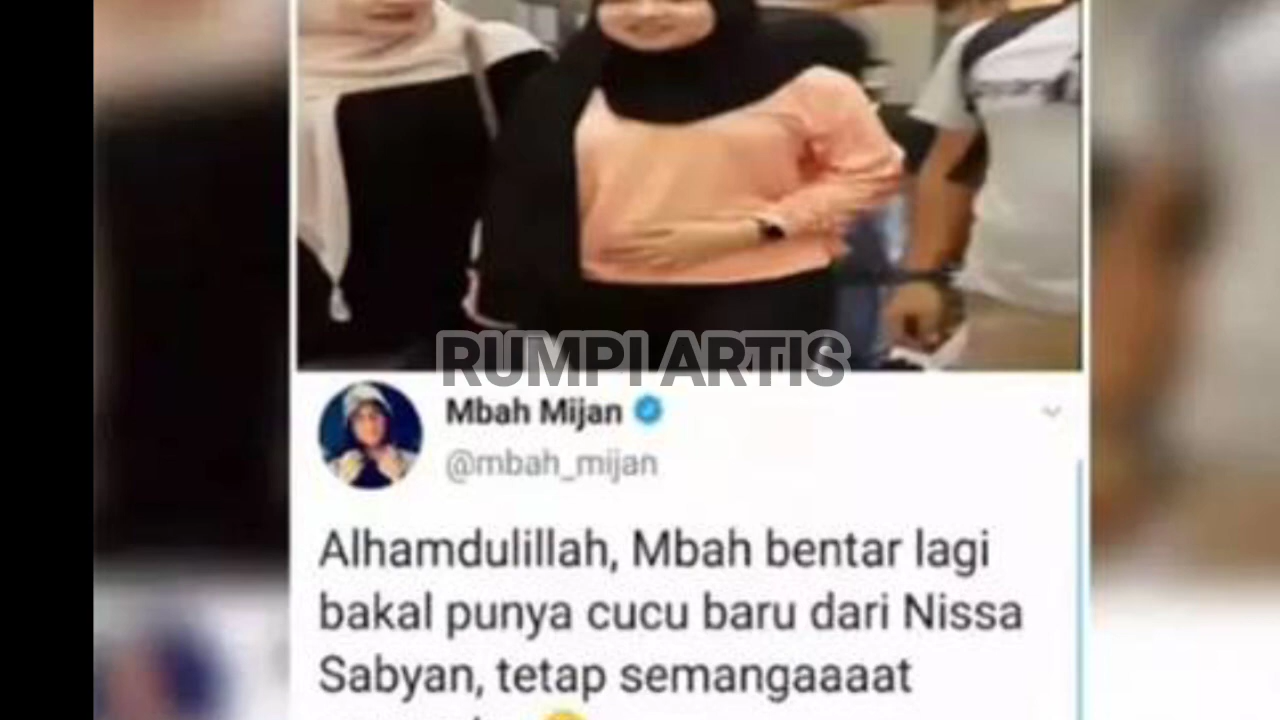 RUMPI ARTIS
Mbah Mijan
@mbah_mijan
Alhamdulillah, Mbah bentar lagi
bakal punya cucu baru dari Nissa
Sabyan, tetap semangaaaat